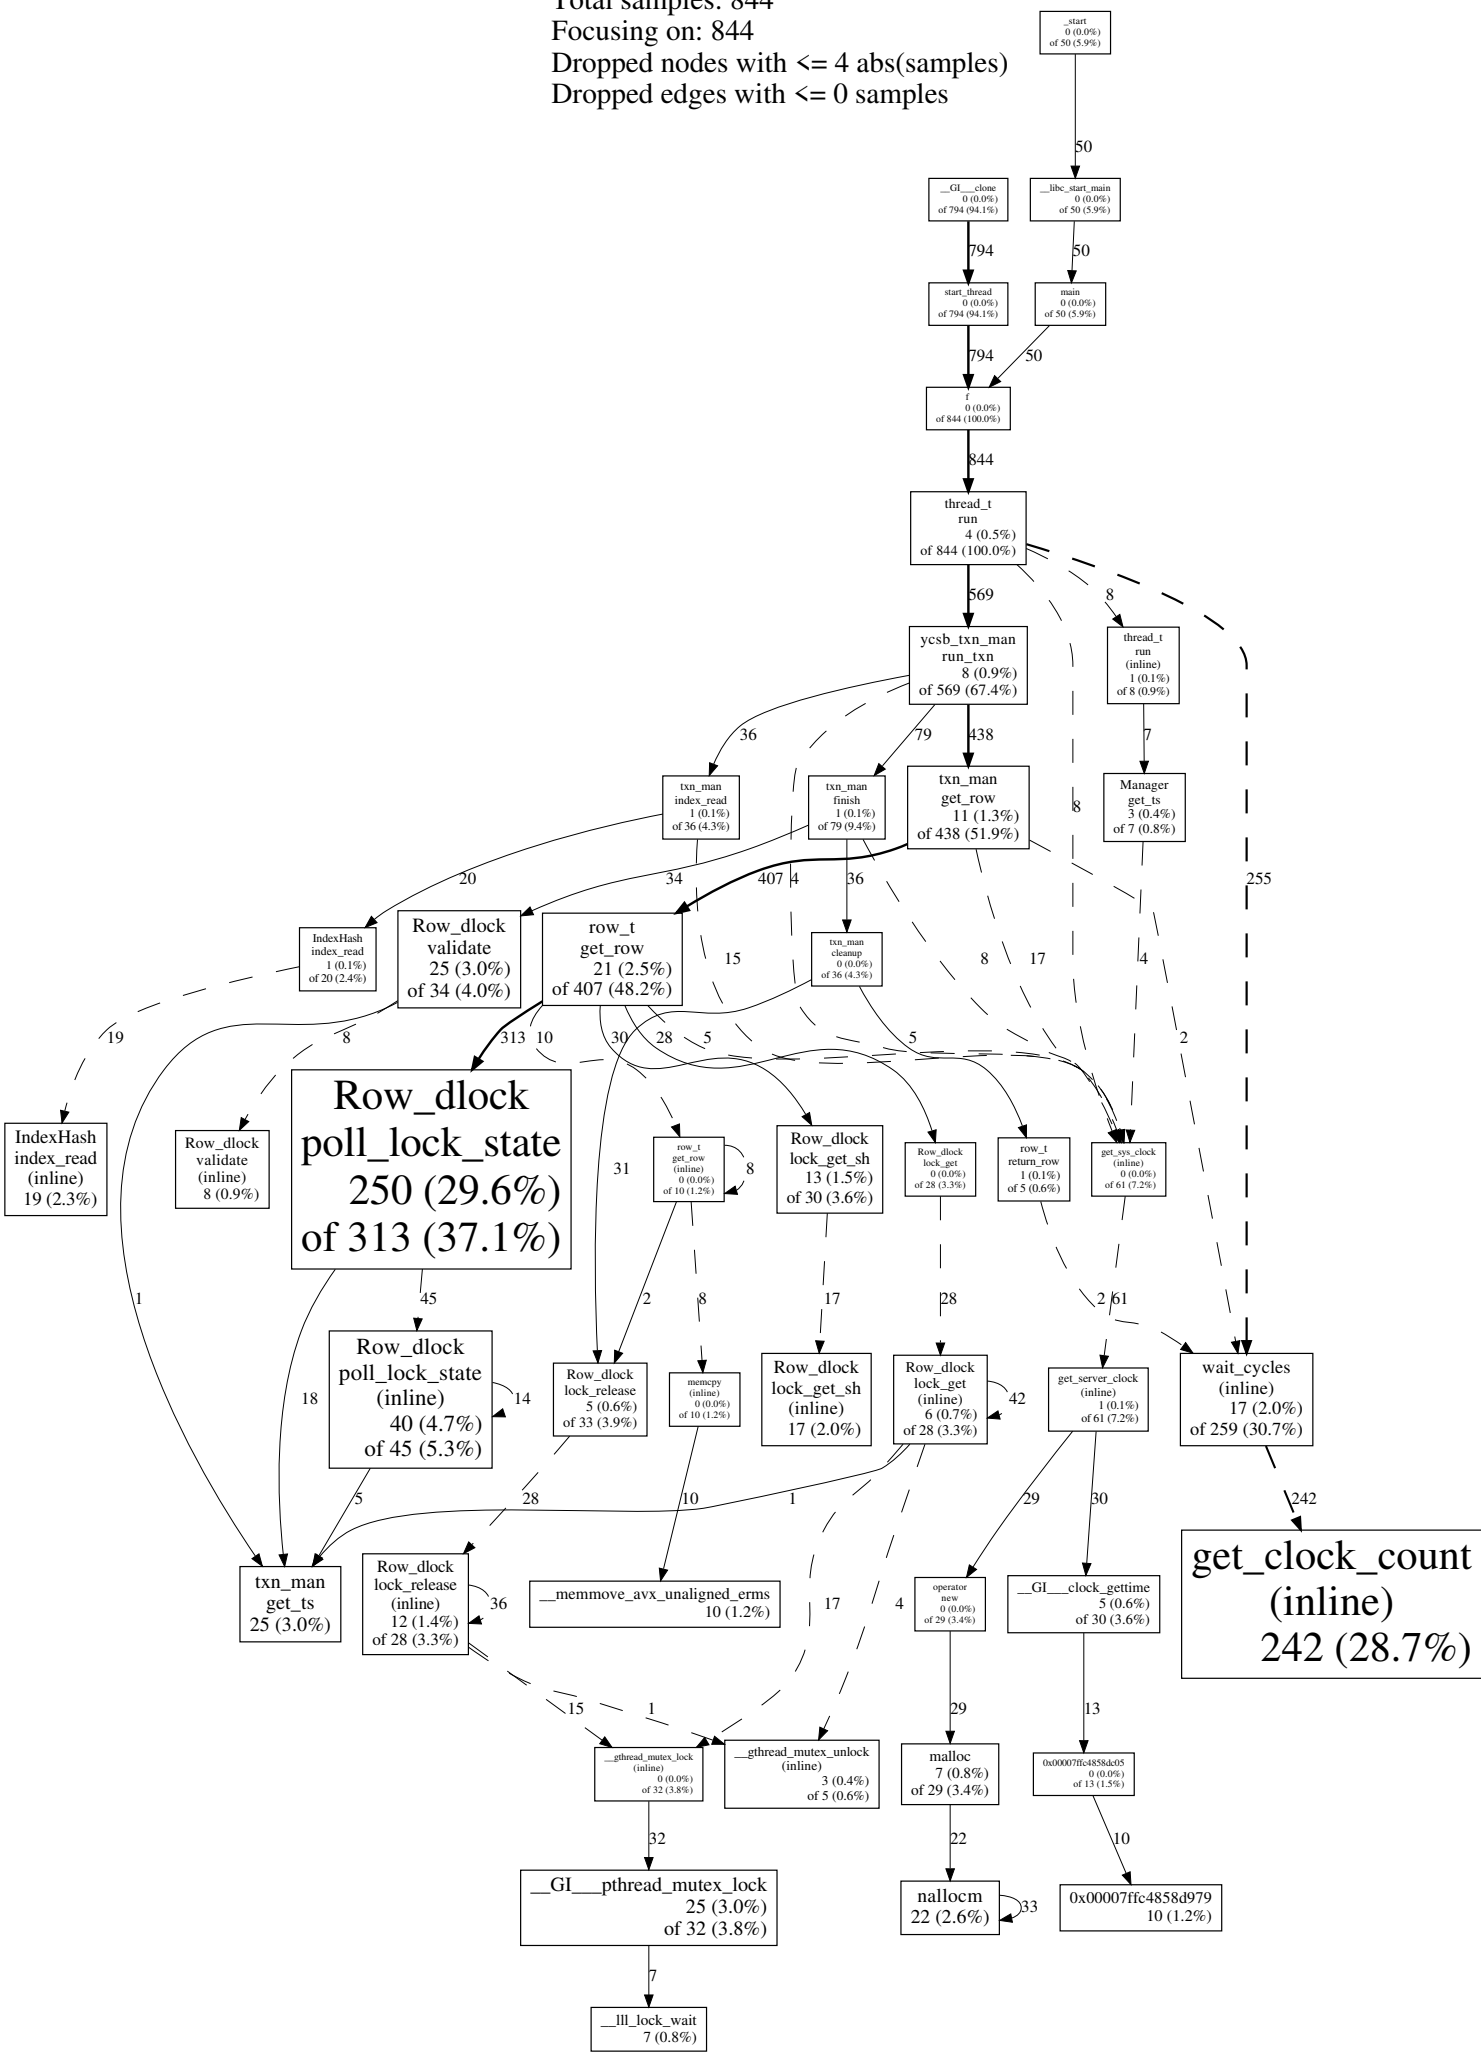 Total samples: 844
Focusing on: 844
Dropped nodes with <= 4 abs(samples)
Dropped edges with <= 0 samples
_start
0 (0.0%)
of 50 (5.9%)
50
__GI___clone
0 (0.0%)
of 794 (94.1%)
__libc_start_main
0 (0.0%)
of 50 (5.9%)
794
50
start_thread
0 (0.0%)
of 794 (94.1%)
main
0 (0.0%)
of 50 (5.9%)
794
50
f
0 (0.0%)
of 844 (100.0%)
844
thread_t
run
4 (0.5%)
of 844 (100.0%)
569
8
ycsb_txn_man
run_txn
8 (0.9%)
of 569 (67.4%)
thread_t
run
(inline)
1 (0.1%)
of 8 (0.9%)
36
79
438
7
txn_man
index_read
1 (0.1%)
of 36 (4.3%)
txn_man
finish
1 (0.1%)
of 79 (9.4%)
txn_man
get_row
11 (1.3%)
of 438 (51.9%)
8
Manager
get_ts
3 (0.4%)
of 7 (0.8%)
20
34
407
4
36
255
IndexHash
index_read
1 (0.1%)
of 20 (2.4%)
Row_dlock
validate
25 (3.0%)
of 34 (4.0%)
row_t
get_row
21 (2.5%)
of 407 (48.2%)
15
txn_man
cleanup
0 (0.0%)
of 36 (4.3%)
8
17
4
19
8
313
10
30
28
5
5
2
IndexHash
index_read
(inline)
19 (2.3%)
Row_dlock
validate
(inline)
8 (0.9%)
Row_dlock
poll_lock_state
250 (29.6%)
of 313 (37.1%)
31
row_t
get_row
(inline)
0 (0.0%)
of 10 (1.2%)
8
Row_dlock
lock_get_sh
13 (1.5%)
of 30 (3.6%)
Row_dlock
lock_get
0 (0.0%)
of 28 (3.3%)
row_t
return_row
1 (0.1%)
of 5 (0.6%)
get_sys_clock
(inline)
0 (0.0%)
of 61 (7.2%)
1
45
2
8
17
28
2
61
18
Row_dlock
poll_lock_state
(inline)
40 (4.7%)
of 45 (5.3%)
14
Row_dlock
lock_release
5 (0.6%)
of 33 (3.9%)
memcpy
(inline)
0 (0.0%)
of 10 (1.2%)
Row_dlock
lock_get_sh
(inline)
17 (2.0%)
Row_dlock
lock_get
(inline)
6 (0.7%)
of 28 (3.3%)
42
get_server_clock
(inline)
1 (0.1%)
of 61 (7.2%)
wait_cycles
(inline)
17 (2.0%)
of 259 (30.7%)
5
28
10
1
29
30
242
txn_man
get_ts
25 (3.0%)
Row_dlock
lock_release
(inline)
12 (1.4%)
of 28 (3.3%)
36
__memmove_avx_unaligned_erms
10 (1.2%)
17
4
operator
new
0 (0.0%)
of 29 (3.4%)
__GI___clock_gettime
5 (0.6%)
of 30 (3.6%)
get_clock_count
(inline)
242 (28.7%)
15
1
29
13
__gthread_mutex_lock
(inline)
0 (0.0%)
of 32 (3.8%)
__gthread_mutex_unlock
(inline)
3 (0.4%)
of 5 (0.6%)
malloc
7 (0.8%)
of 29 (3.4%)
0x00007ffc4858dc05
0 (0.0%)
of 13 (1.5%)
32
22
10
__GI___pthread_mutex_lock
25 (3.0%)
of 32 (3.8%)
nallocm
22 (2.6%)
33
0x00007ffc4858d979
10 (1.2%)
7
__lll_lock_wait
7 (0.8%)